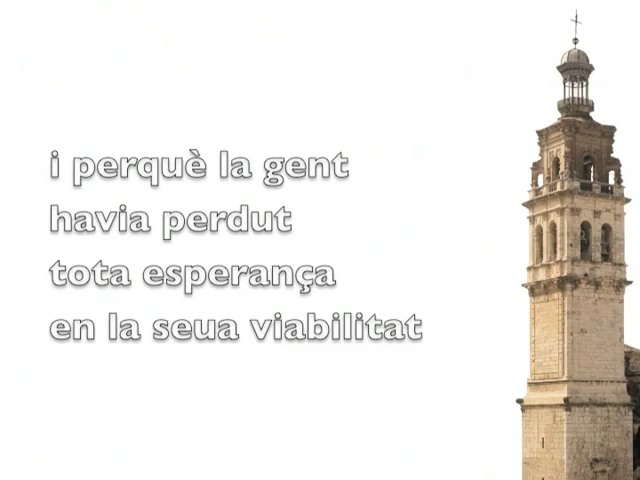 i perquè la gent
havia perdut
tota esperança
en la seua viabilitat